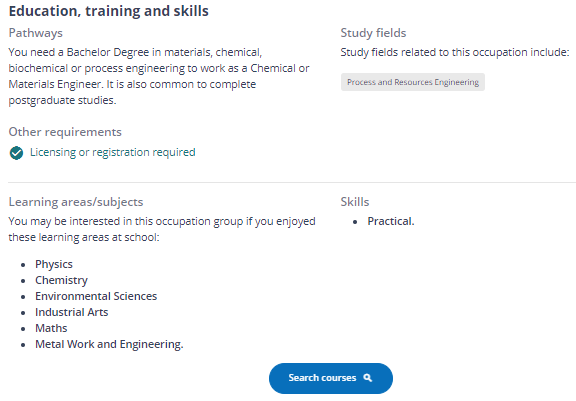 Education, training and skills
Pathways
You need a Bachelor Degree in materials, chemical,
biochemical or process engineering to work as a Chemical or
Materials Engineer. It is also common to complete
postgraduate studies.
Study fields
Study fields related to this occupation include:
Process and Resources Engineering
Other requirements
Licensing or registration required
Learning areas/subjects
You may be interested in this occupation group if you enjoyed
these learning areas at school:
Physics
Chemistry
Environmental Sciences
Industrial Arts
Maths
Metal Work and Engineering.
Skills
Practical.
Search courses